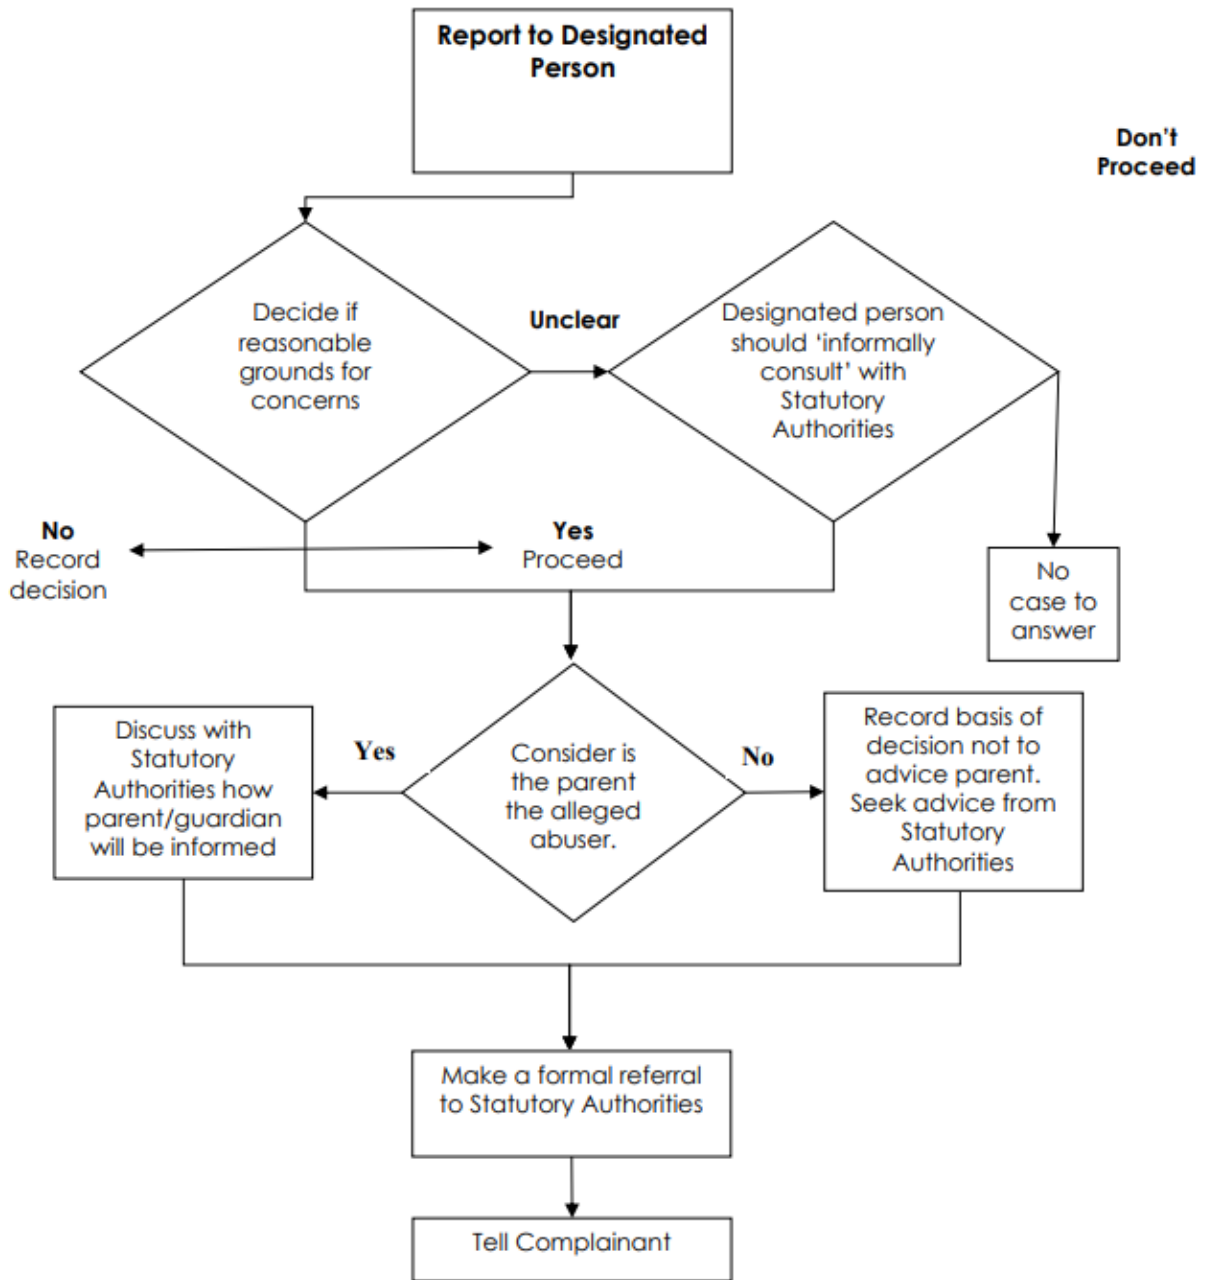 Report to Designated
Person
Don't
Proceed
Decide if
reasonable
grounds for
concerns
Unclear
Designated person
should ‘informally
consult’ with
Statutory
Authorities
No
Record
decision
Yes
Proceed
No
case to
answer
Discuss with
Statutory
Authorities how
parent/guardian
will be informed
Yes
Consider is
the parent
the alleged
abuser.
No
Record basis of
decision not to
advice parent.
Seek advice from
Statutory
Authorities
Make a formal referral
to Statutory Authorities
Tell Complainant